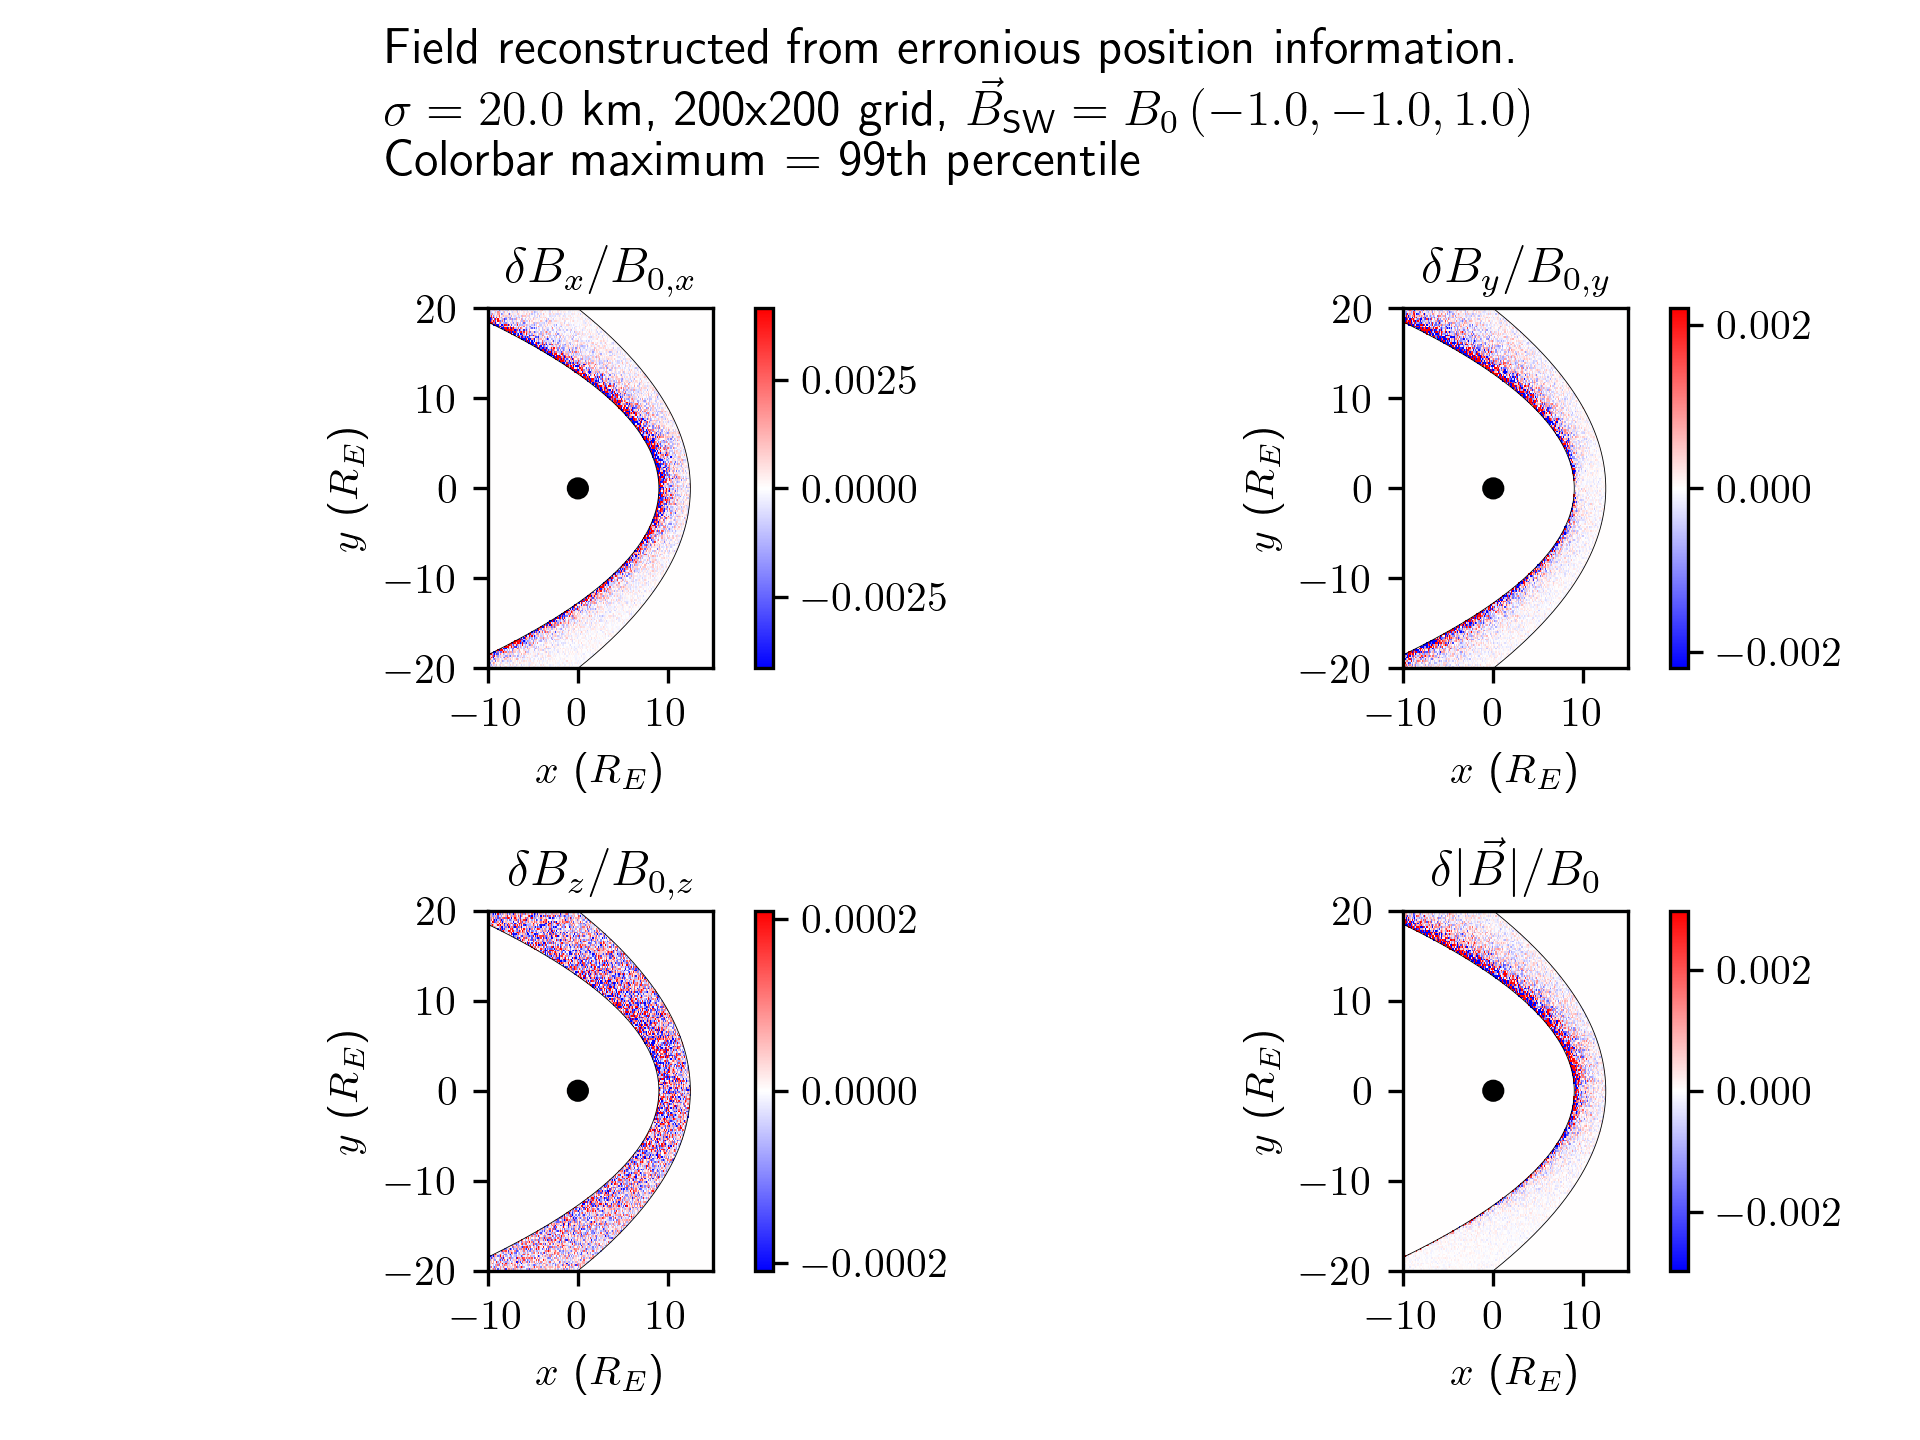 Field reconstructed from erronious position information.
σ = 20.0 km, 200x200 grid, B⃗_SW = B_0 (−1.0, −1.0, 1.0)
Colorbar maximum = 99th percentile
δB_x/B_{0,x}
20
10
0
−10
−20
y (R_E)
−10 0 10
x (R_E)
0.0025
0.0000
−0.0025
δB_y/B_{0,y}
20
10
0
−10
−20
y (R_E)
−10 0 10
x (R_E)
0.002
0.000
−0.002
δB_z/B_{0,z}
20
10
0
−10
−20
y (R_E)
−10 0 10
x (R_E)
0.0002
0.0000
−0.0002
δ|B⃗|/B_0
20
10
0
−10
−20
y (R_E)
−10 0 10
x (R_E)
0.002
0.000
−0.002